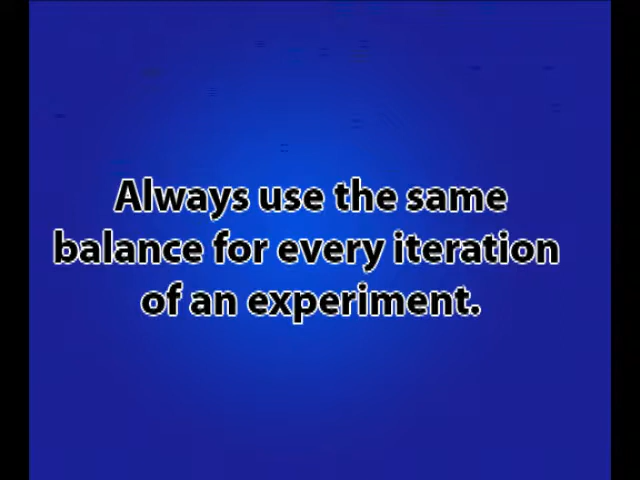 Always use the same
balance for every iteration
of an experiment.